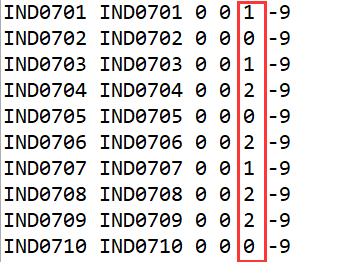 IND0701 IND0701 0 0 1 -9
IND0702 IND0702 0 0 0 -9
IND0703 IND0703 0 0 1 -9
IND0704 IND0704 0 0 2 -9
IND0705 IND0705 0 0 0 -9
IND0706 IND0706 0 0 2 -9
IND0707 IND0707 0 0 1 -9
IND0708 IND0708 0 0 2 -9
IND0709 IND0709 0 0 2 -9
IND0710 IND0710 0 0 0 -9